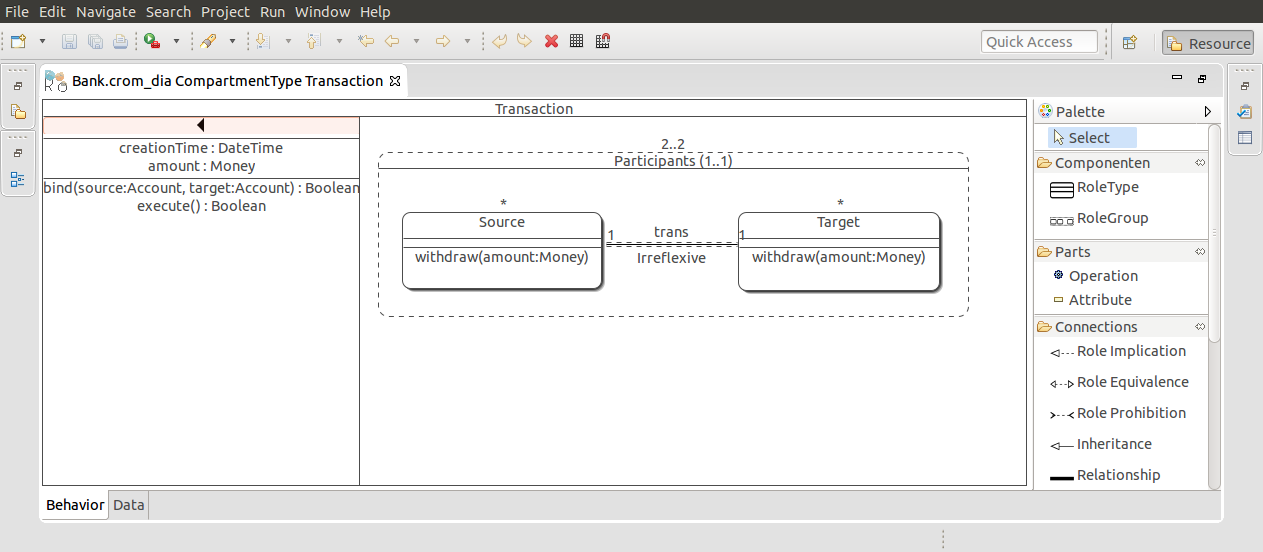 File Edit Navigate Search Project Run Window Help
Quick Access
Resource
Bank.crom_dia CompartmentType Transaction
Transaction
creationTime : DateTime
amount : Money
bind(source:Account, target:Account) : Boolean
execute() : Boolean
2..2
Participants (1..1)
*
Source
withdraw(amount:Money)
1
trans
Irreflexive
1
*
Target
withdraw(amount:Money)
Palette
Select
Componenten
RoleType
RoleGroup
Parts
Operation
Attribute
Connections
Role Implication
Role Equivalence
Role Prohibition
Inheritance
Relationship
Behavior Data